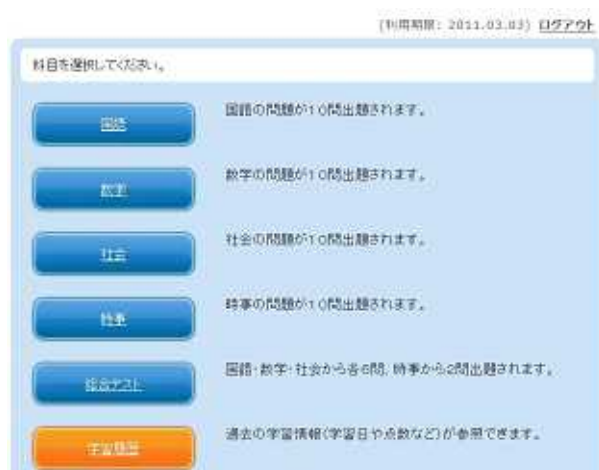 (利用期限: 2011.03.03) ログアウト
科目を選択してください。
国語
国語の問題が10問出題されます。
数学
数学の問題が10問出題されます。
社会
社会の問題が10問出題されます。
時事
時事の問題が10問出題されます。
総合テスト
国語・数学・社会から各6問、時事から2問出題されます。
学習履歴
過去の学習情報(学習日や点数など)が参照できます。